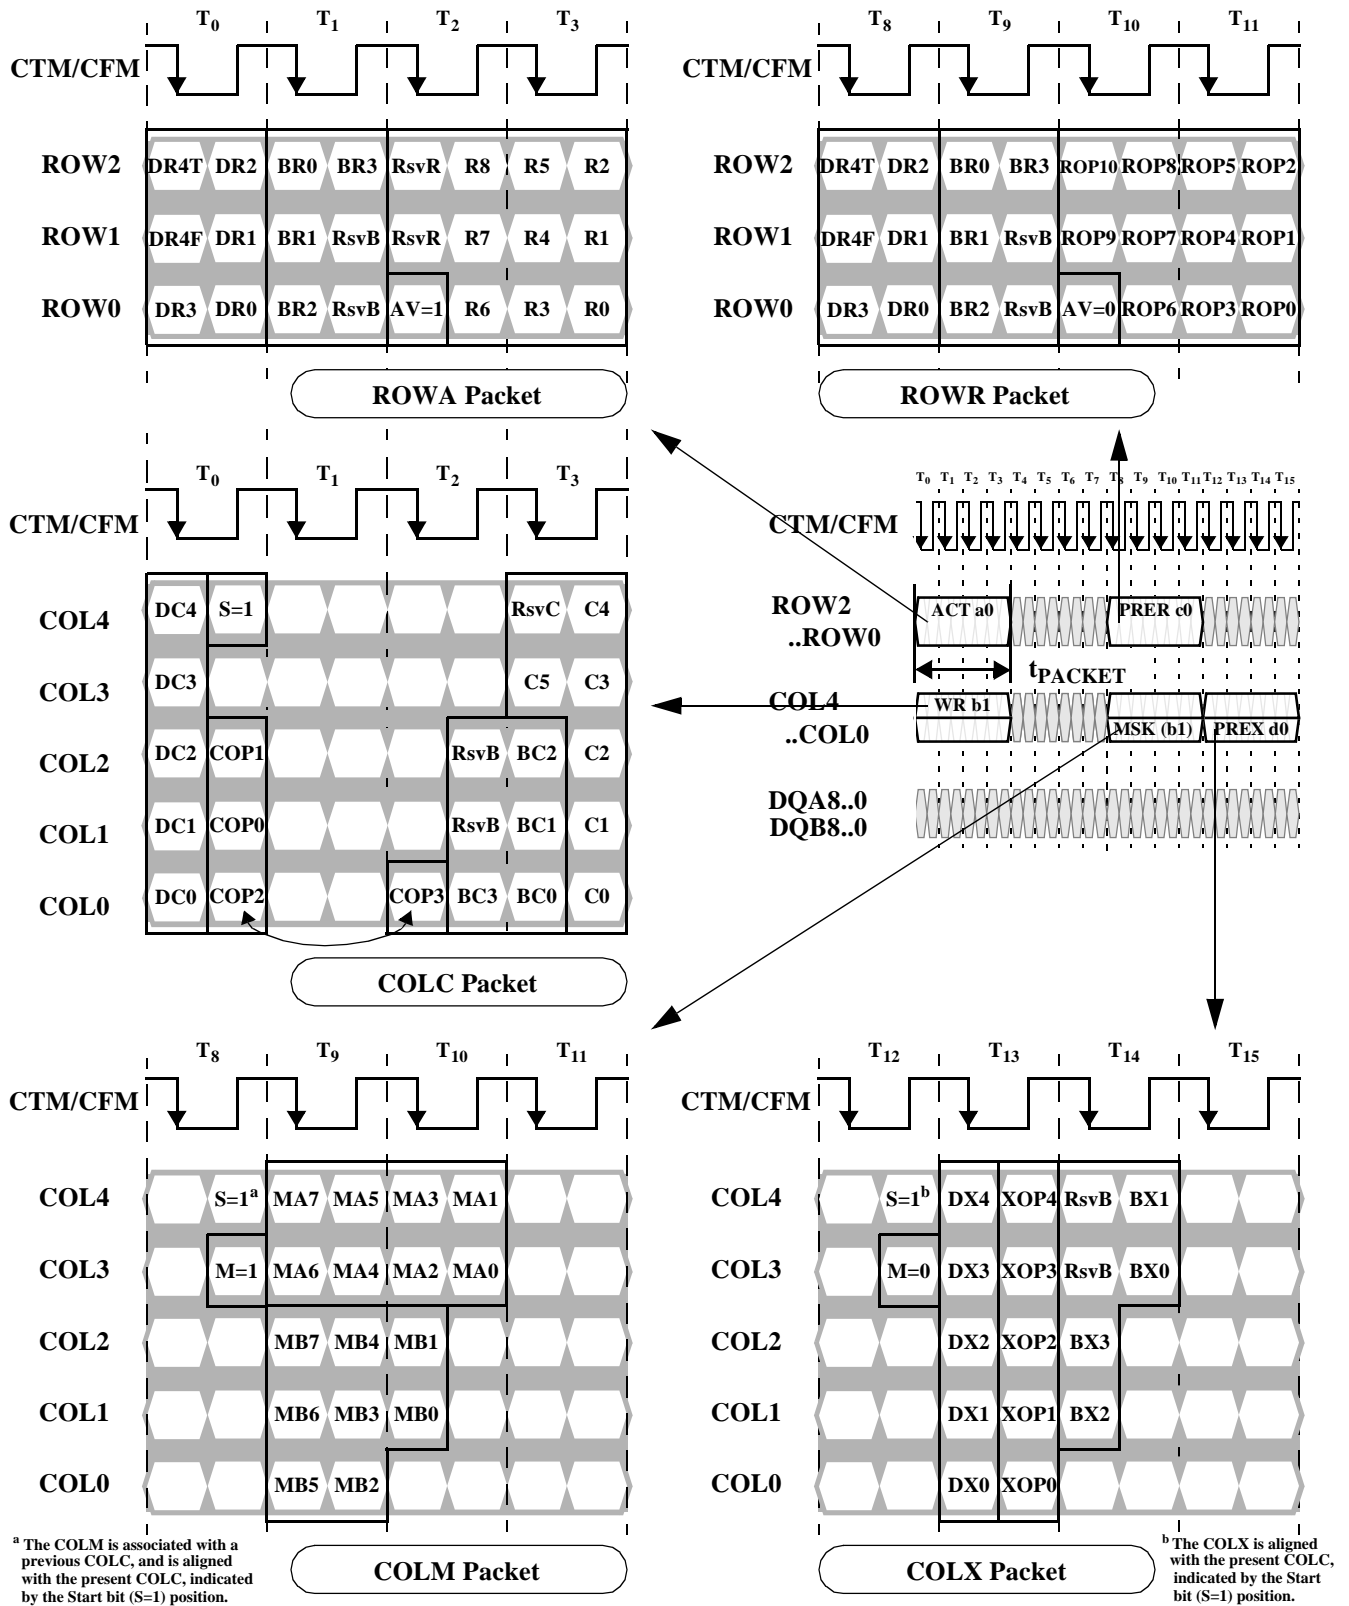 T0 T1 T2 T3
CTM/CFM
ROW2 DR4T DR2 BR0 BR3 RsvR R8 R5 R2
ROW1 DR4F DR1 BR1 RsvB RsvR R7 R4 R1
ROW0 DR3 DR0 BR2 RsvB AV=1 R6 R3 R0
ROWA Packet
T8 T9 T10 T11
CTM/CFM
ROW2 DR4T DR2 BR0 BR3 ROP10 ROP8 ROP5 ROP2
ROW1 DR4F DR1 BR1 RsvB ROP9 ROP7 ROP4 ROP1
ROW0 DR3 DR0 BR2 RsvB AV=0 ROP6 ROP3 ROP0
ROWR Packet
T0 T1 T2 T3
CTM/CFM
COL4 DC4 S=1 RsvC C4
COL3 DC3 C5 C3
COL2 DC2 COP1 RsvB BC2 C2
COL1 DC1 COP0 RsvB BC1 C1
COL0 DC0 COP2 COP3 BC3 BC0 C0
COLC Packet
T0 T1 T2 T3 T4 T5 T6 T7 T8 T9 T10 T11 T12 T13 T14 T15
CTM/CFM
ROW2 ACT a0 PRER c0
..ROW0
tPACKET
COL4 WR b1
..COL0 MSK (b1) PREX d0
DQA8..0
DQB8..0
T8 T9 T10 T11
CTM/CFM
COL4 S=1a MA7 MA5 MA3 MA1
COL3 M=1 MA6 MA4 MA2 MA0
COL2 MB7 MB4 MB1
COL1 MB6 MB3 MB0
COL0 MB5 MB2
a The COLM is associated with a
previous COLC, and is aligned
with the present COLC, indicated
by the Start bit (S=1) position.
COLM Packet
T12 T13 T14 T15
CTM/CFM
COL4 S=1b DX4 XOP4 RsvB BX1
COL3 M=0 DX3 XOP3 RsvB BX0
COL2 DX2 XOP2 BX3
COL1 DX1 XOP1 BX2
COL0 DX0 XOP0
COLX Packet
b The COLX is aligned
with the present COLC,
indicated by the Start
bit (S=1) position.